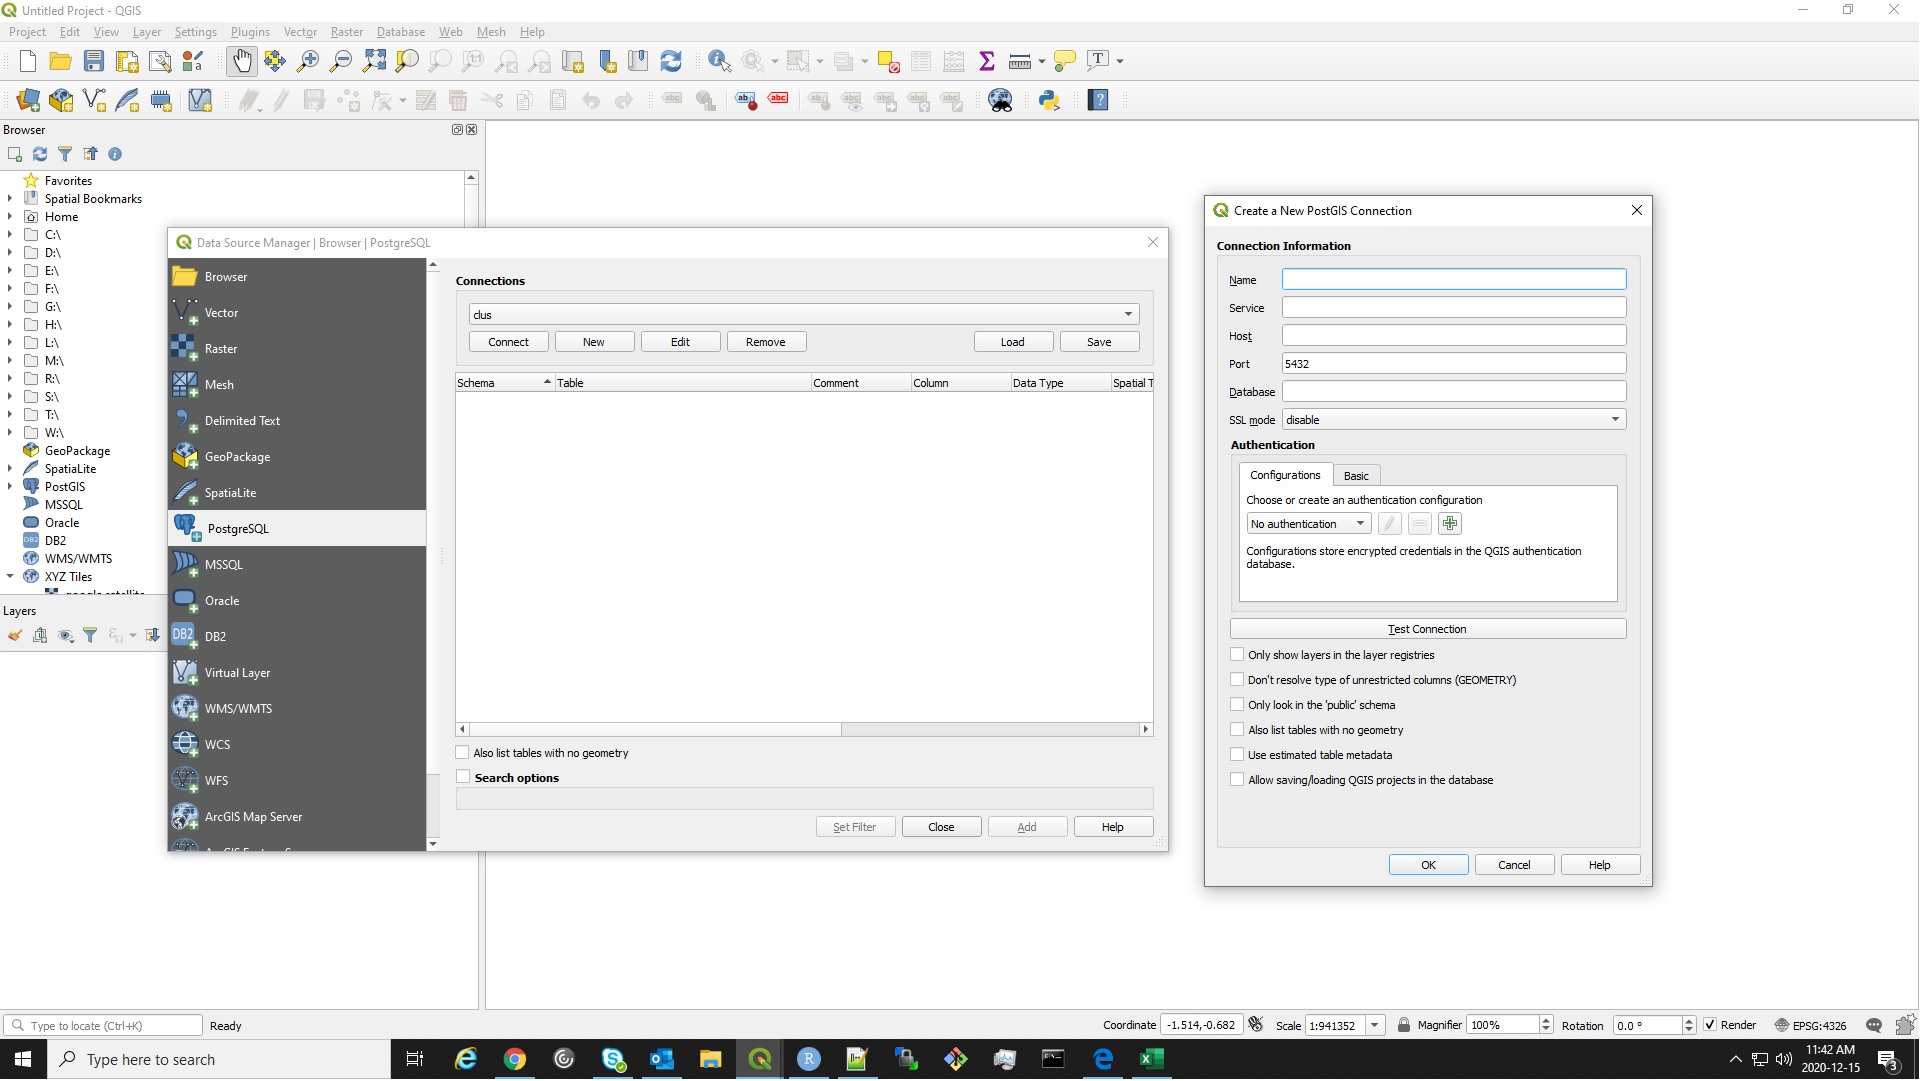 Untitled Project - QGIS
Project Edit View Layer Settings Plugins Vector Raster Database Web Mesh Help
Browser
Favorites
Spatial Bookmarks
Home
C:\
D:\
E:\
F:\
G:\
H:\
L:\
M:\
R:\
S:\
T:\
W:\
GeoPackage
SpatiaLite
PostGIS
MSSQL
Oracle
DB2
WMS/WMTS
XYZ Tiles
Layers
Data Source Manager | Browser | PostgreSQL
Browser
Vector
Raster
Mesh
Delimited Text
GeoPackage
SpatiaLite
PostgreSQL
MSSQL
Oracle
DB2
Virtual Layer
WMS/WMTS
WCS
WFS
ArcGIS Map Server
Connections
clus
Connect New Edit Remove Load Save
Schema Table Comment Column Data Type Spatial T
Also list tables with no geometry
Search options
Set Filter Close Add Help
Create a New PostGIS Connection
Connection Information
Name
Service
Host
Port 5432
Database
SSL mode disable
Authentication
Configurations Basic
Choose or create an authentication configuration
No authentication
Configurations store encrypted credentials in the QGIS authentication
database.
Test Connection
Only show layers in the layer registries
Don't resolve type of unrestricted columns (GEOMETRY)
Only look in the 'public' schema
Also list tables with no geometry
Use estimated table metadata
Allow saving/loading QGIS projects in the database
OK Cancel Help
Type to locate (Ctrl+K) Ready Coordinate -1.514,-0.682 Scale 1:941352 Magnifier 100% Rotation 0.0 ° Render EPSG:4326
Type here to search
11:42 AM
2020-12-15
3